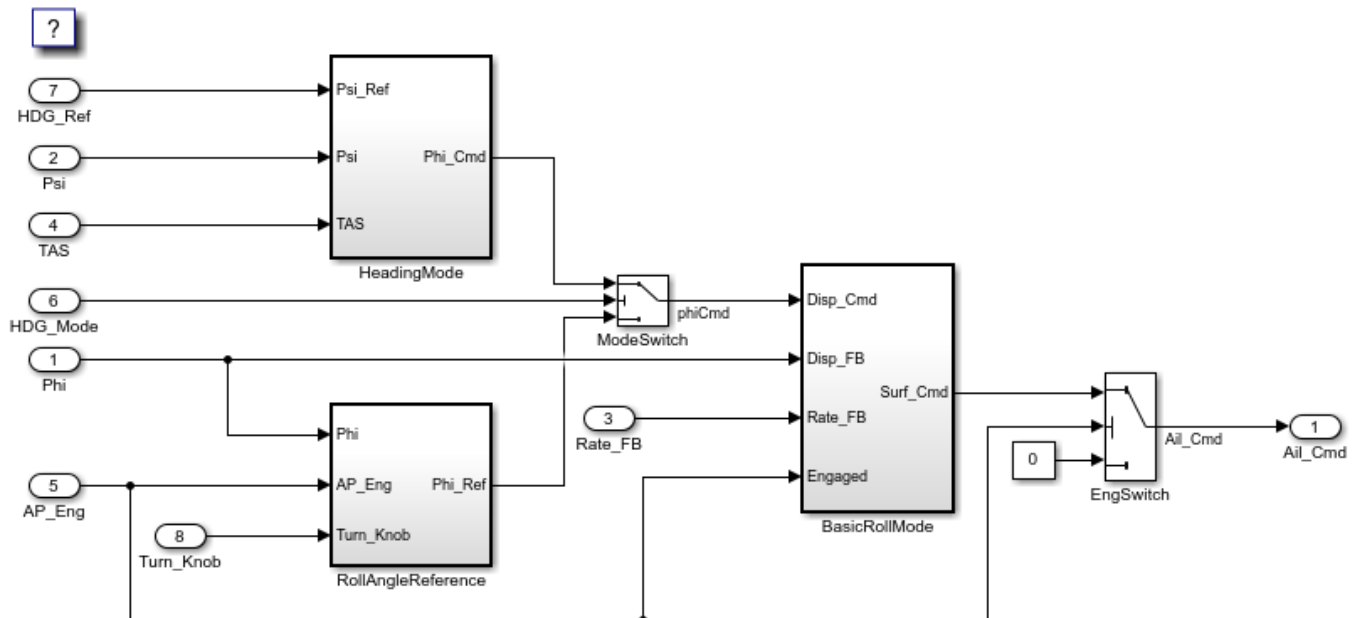 ?
7
HDG_Ref
Psi_Ref
2
Psi
Psi
Phi_Cmd
4
TAS
TAS
HeadingMode
6
HDG_Mode
phiCmd
ModeSwitch
Disp_Cmd
1
Phi
Disp_FB
Surf_Cmd
3
Rate_FB
Rate_FB
Engaged
BasicRollMode
Phi
5
AP_Eng
AP_Eng
Phi_Ref
8
Turn_Knob
Turn_Knob
RollAngleReference
0
EngSwitch
Ail_Cmd
1
Ail_Cmd